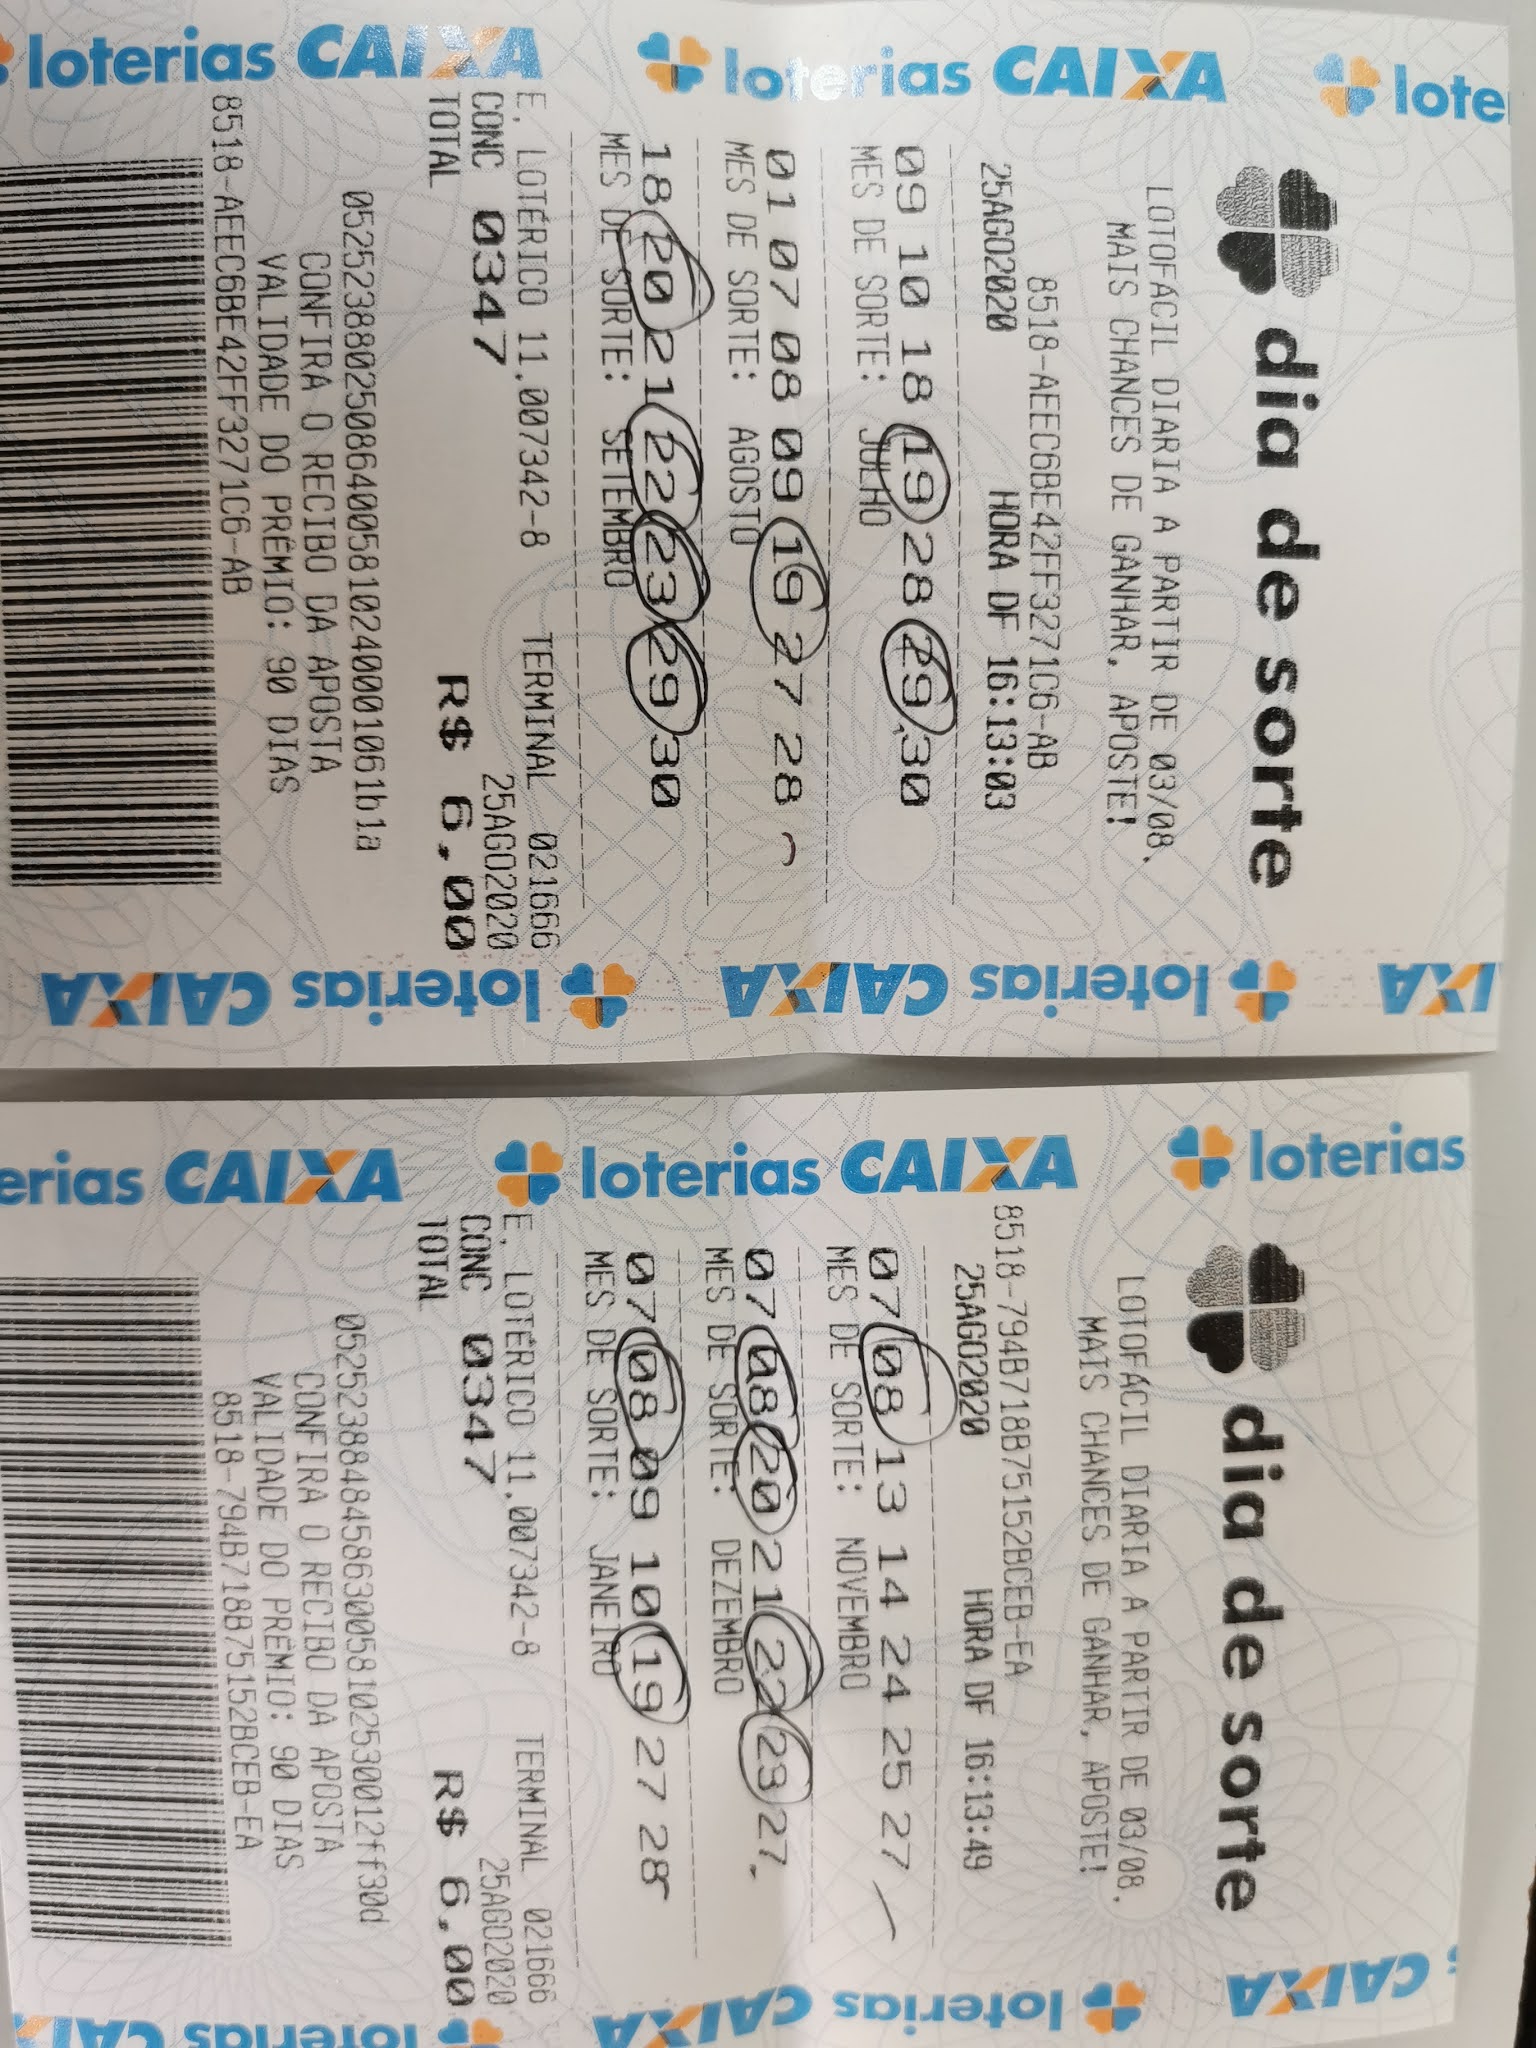 loterias CAIXA loterias CAIXA lote
dia de sorte
LOTOFÁCIL DIARIA A PARTIR DE 03/08,
MAIS CHANCES DE GANHAR, APOSTE!
8518-AEEC6BE42FF3271C6-AB
25AGO2020 HORA DF 16:13:03
09 10 18 19 28 29 30
MES DE SORTE: JULHO
01 07 08 09 19 27 28
MES DE SORTE: AGOSTO
18 20 21 22 23 29 30
MES DE SORTE: SETEMBRO
E. LOTÉRICO 11.007342-8 TERMINAL 021666
CONC 0347 25AGO2020
TOTAL R$ 6,00
052523880250864005810240001061b1a
CONFIRA O RECIBO DA APOSTA
VALIDADE DO PRÊMIO: 90 DIAS
8518-AEEC6BE42FF3271C6-AB
IXA loterias CAIXA loterias CAIXA
erias CAIXA loterias CAIXA loterias
dia de sorte
LOTOFÁCIL DIARIA A PARTIR DE 03/08,
MAIS CHANCES DE GANHAR, APOSTE!
8518-794B718B75152BCEB-EA
25AGO2020 HORA DF 16:13:49
07 08 13 14 24 25 27
MES DE SORTE: NOVEMBRO
07 08 20 21 22 23 27
MES DE SORTE: DEZEMBRO
07 08 09 10 19 27 28
MES DE SORTE: JANEIRO
E. LOTÉRICO 11.007342-8 TERMINAL 021666
CONC 0347 25AGO2020
TOTAL R$ 6,00
0525238848458630058102530012ff30d
CONFIRA O RECIBO DA APOSTA
VALIDADE DO PRÊMIO: 90 DIAS
8518-794B718B75152BCEB-EA
s CAIXA loterias CAIXA loterias CAIX